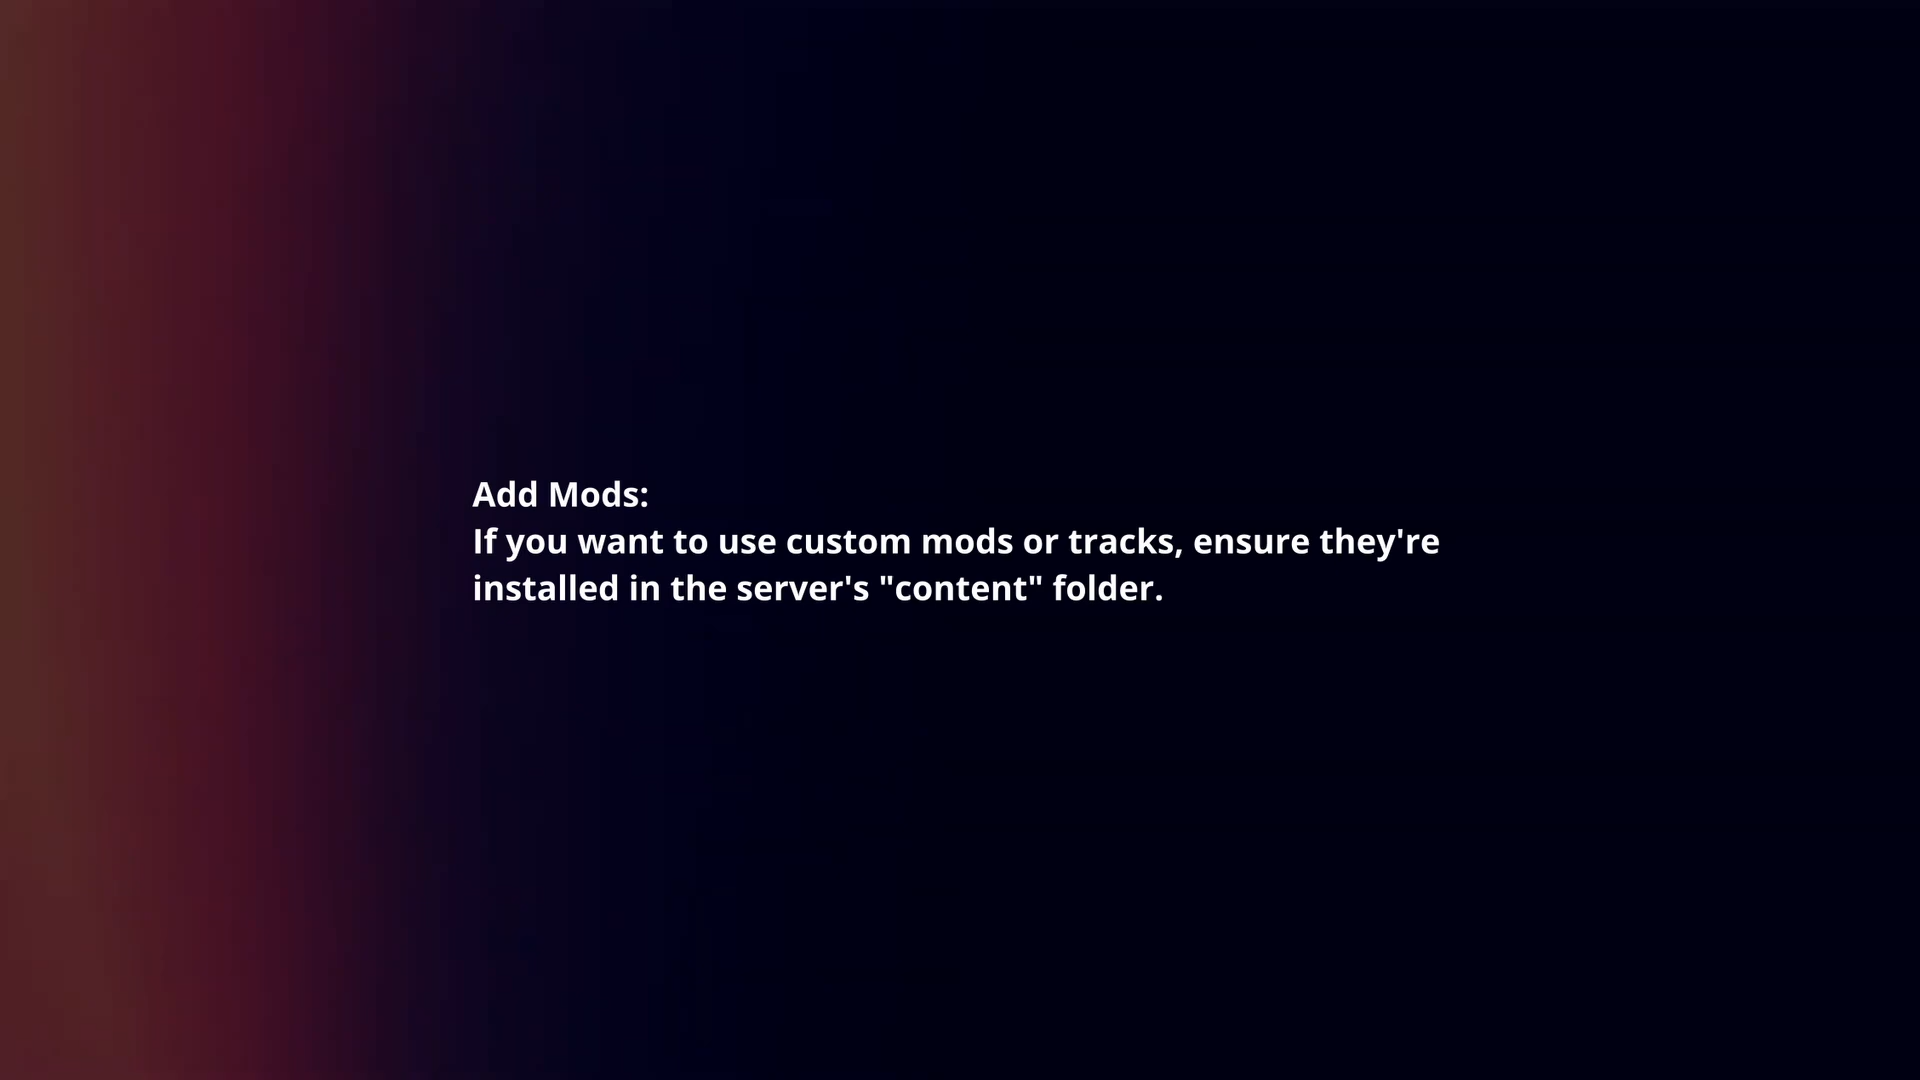 Add Mods:
If you want to use custom mods or tracks, ensure they're
installed in the server's "content" folder.